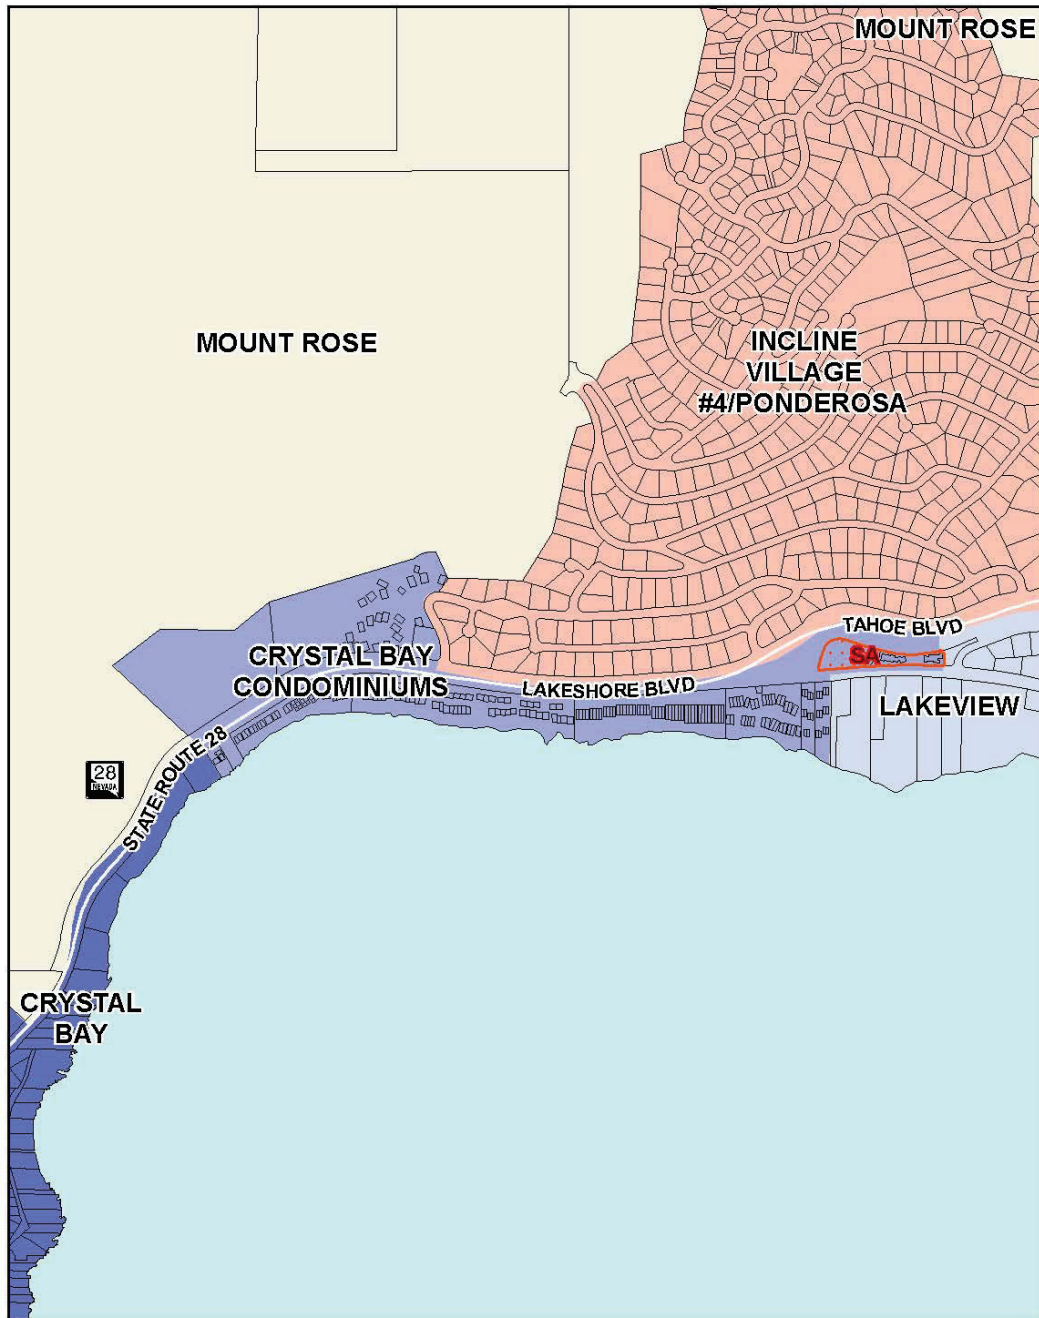 MOUNT ROSE
MOUNT ROSE
INCLINE
VILLAGE
#4/PONDEROSA
TAHOE BLVD
SA
CRYSTAL BAY
CONDOMINIUMS
LAKESHORE BLVD
LAKEVIEW
STATE ROUTE 28
28
NEVADA
CRYSTAL
BAY